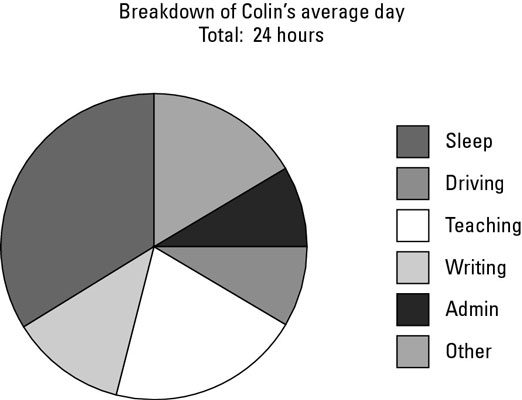 Breakdown of Colin's average day
Total: 24 hours
Sleep
Driving
Teaching
Writing
Admin
Other